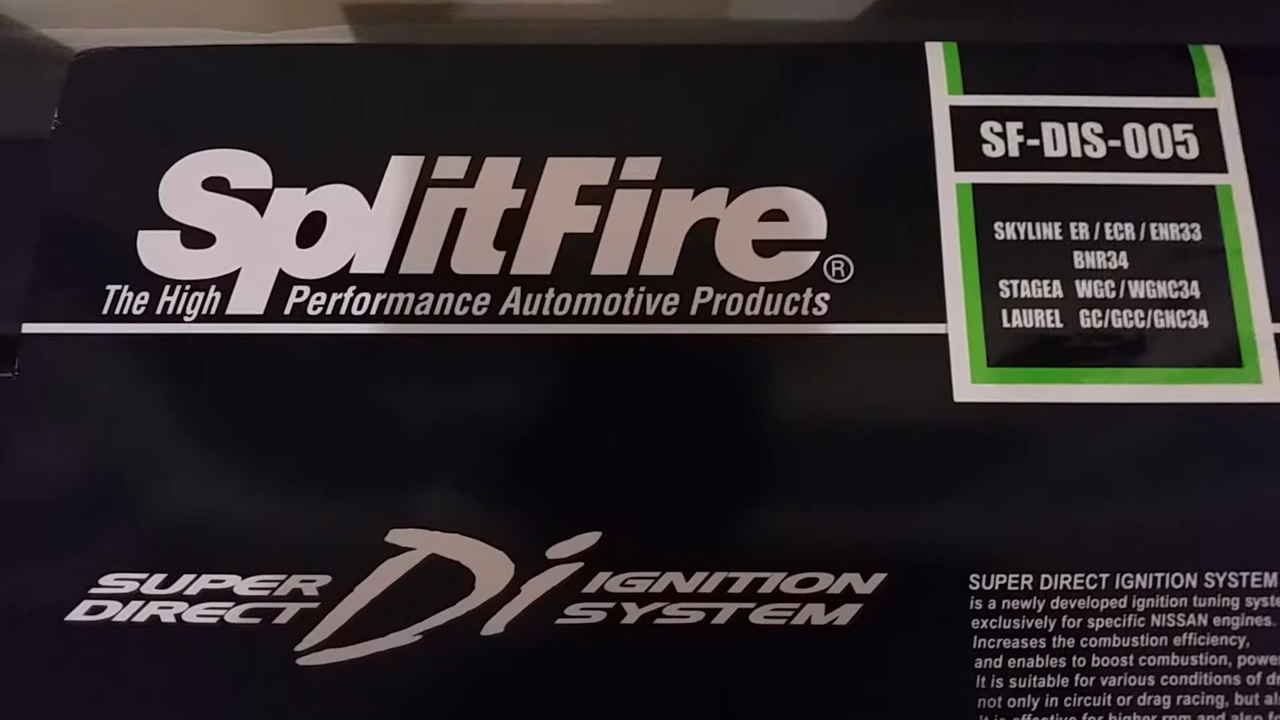 SplitFire®
The High Performance Automotive Products
SF-DIS-005
SKYLINE ER / ECR / ENR33
BNR34
STAGEA WGC / WGNC34
LAUREL GC/GCC/GNC34
SUPER DIRECT Di IGNITION SYSTEM
SUPER DIRECT IGNITION SYSTEM
is a newly developed ignition tuning
exclusively for specific NISSAN engines.
Increases the combustion efficiency,
and enables to boost combustion,
It is suitable for various conditions of
not only in circuit or drag racing, but